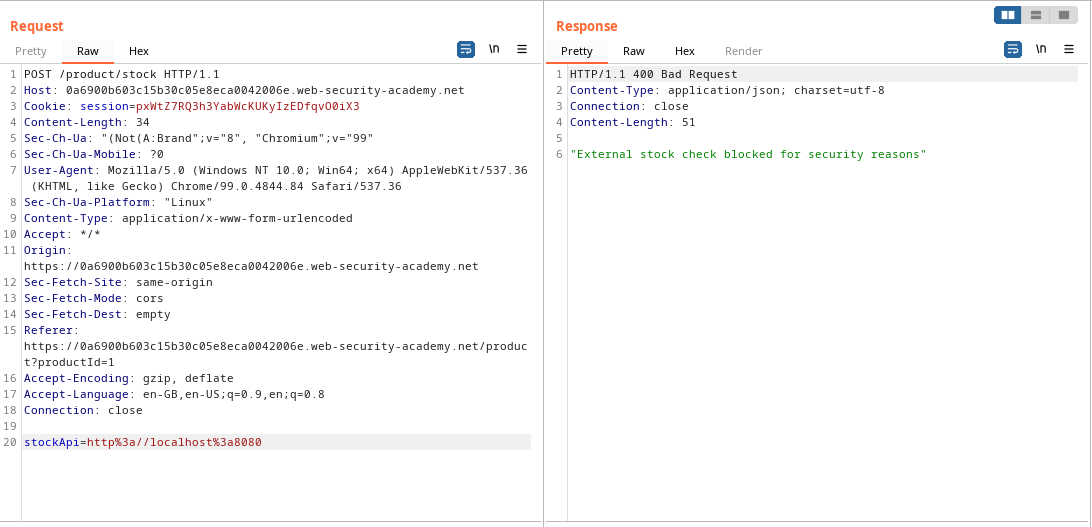 Request
Pretty Raw Hex \n
1 POST /product/stock HTTP/1.1
2 Host: 0a6900b603c15b30c05e8eca0042006e.web-security-academy.net
3 Cookie: session=pxWtZ7RQ3h3YabWcKUKyIzEDfqvO0iX3
4 Content-Length: 34
5 Sec-Ch-Ua: "(Not(A:Brand";v="8", "Chromium";v="99"
6 Sec-Ch-Ua-Mobile: ?0
7 User-Agent: Mozilla/5.0 (Windows NT 10.0; Win64; x64) AppleWebKit/537.36
(KHTML, like Gecko) Chrome/99.0.4844.84 Safari/537.36
8 Sec-Ch-Ua-Platform: "Linux"
9 Content-Type: application/x-www-form-urlencoded
10 Accept: */*
11 Origin:
https://0a6900b603c15b30c05e8eca0042006e.web-security-academy.net
12 Sec-Fetch-Site: same-origin
13 Sec-Fetch-Mode: cors
14 Sec-Fetch-Dest: empty
15 Referer:
https://0a6900b603c15b30c05e8eca0042006e.web-security-academy.net/produc
t?productId=1
16 Accept-Encoding: gzip, deflate
17 Accept-Language: en-GB,en-US;q=0.9,en;q=0.8
18 Connection: close
19
20 stockApi=http%3a//localhost%3a8080
Response
Pretty Raw Hex Render \n
1 HTTP/1.1 400 Bad Request
2 Content-Type: application/json; charset=utf-8
3 Connection: close
4 Content-Length: 51
5
6 "External stock check blocked for security reasons"